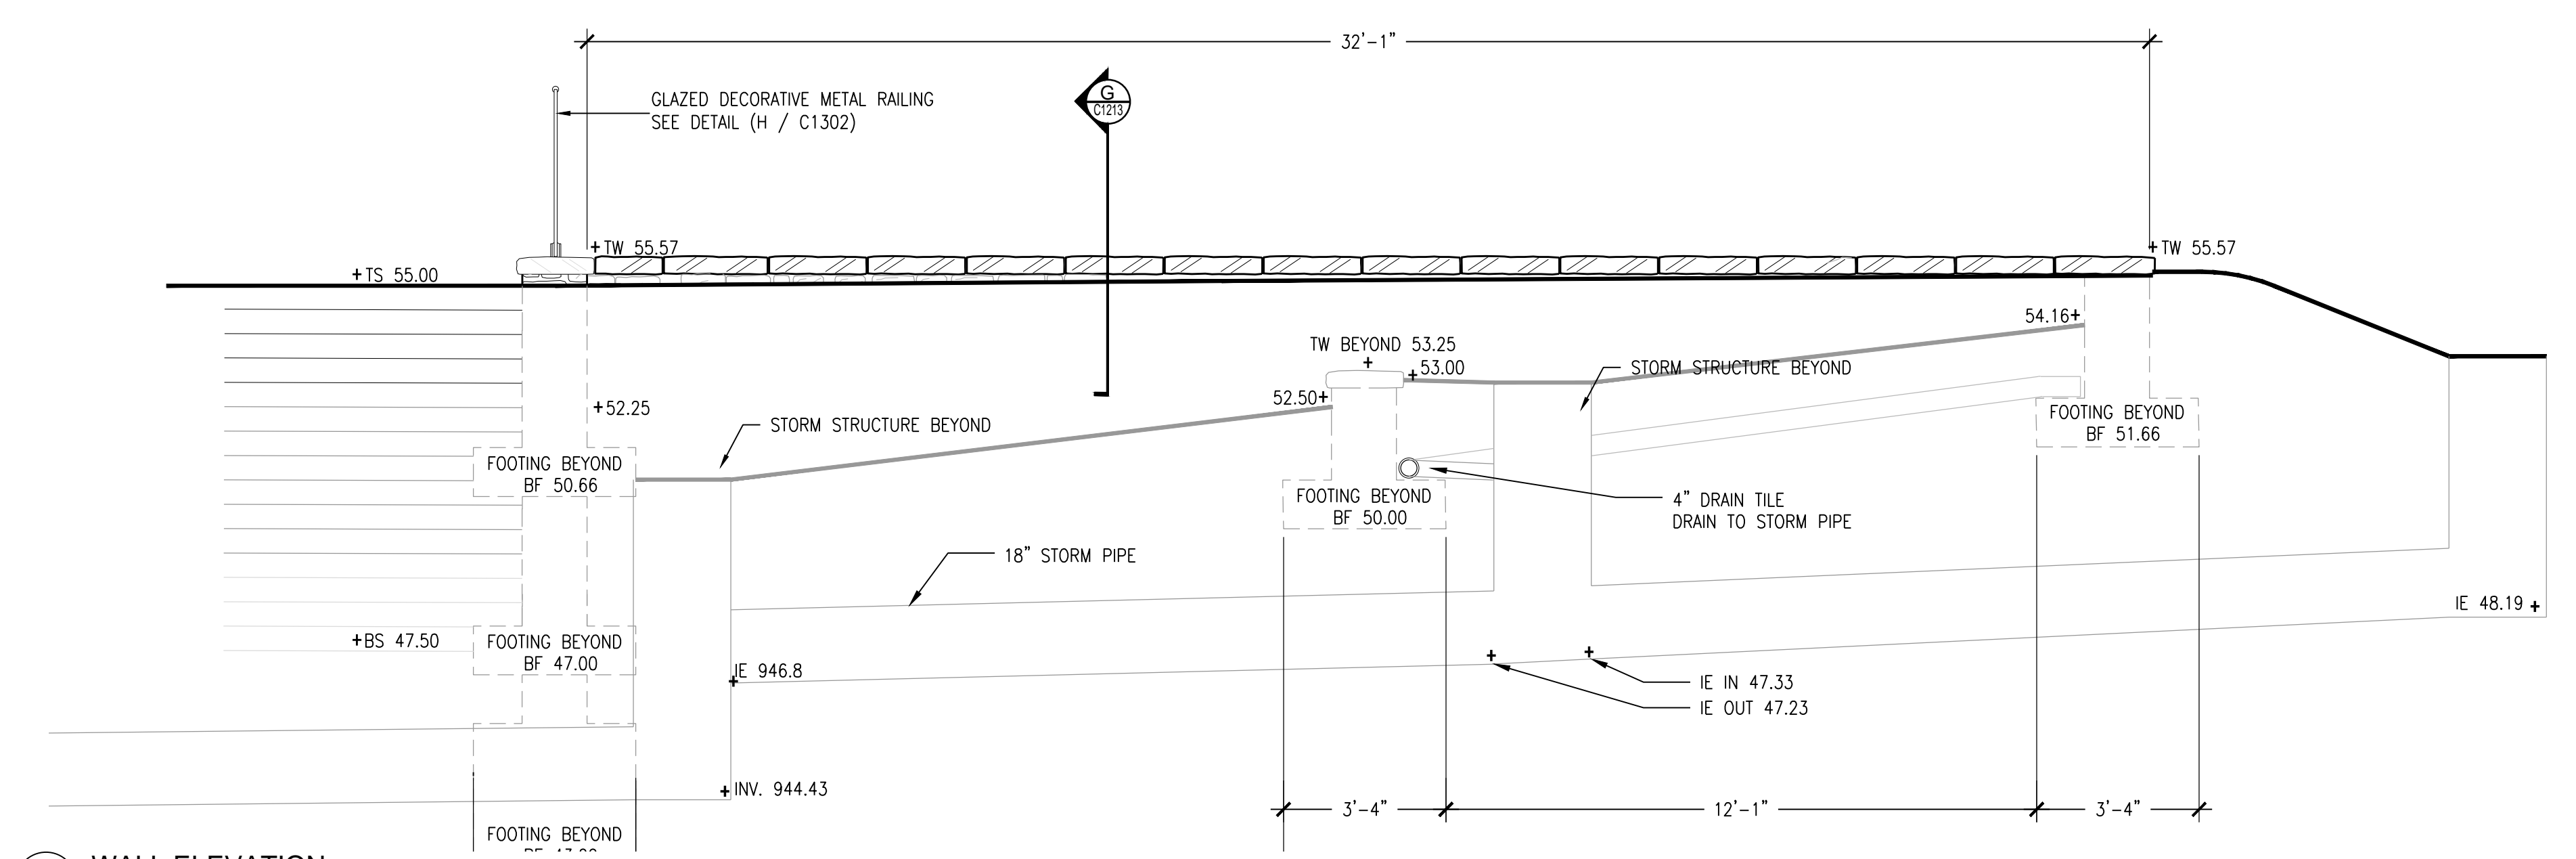 32'-1"
GLAZED DECORATIVE METAL RAILING
SEE DETAIL (H / C1302)
G
C1213
+TW 55.57
+TW 55.57
+TS 55.00
54.16+
TW BEYOND 53.25
+
+53.00
STORM STRUCTURE BEYOND
52.50+
+52.25
STORM STRUCTURE BEYOND
FOOTING BEYOND
BF 51.66
FOOTING BEYOND
BF 50.66
FOOTING BEYOND
BF 50.00
4" DRAIN TILE
DRAIN TO STORM PIPE
18" STORM PIPE
IE 48.19 +
+BS 47.50
FOOTING BEYOND
BF 47.00
IE 946.8
IE IN 47.33
IE OUT 47.23
+INV. 944.43
3'-4"
12'-1"
3'-4"
FOOTING BEYOND
WALL ELEVATION